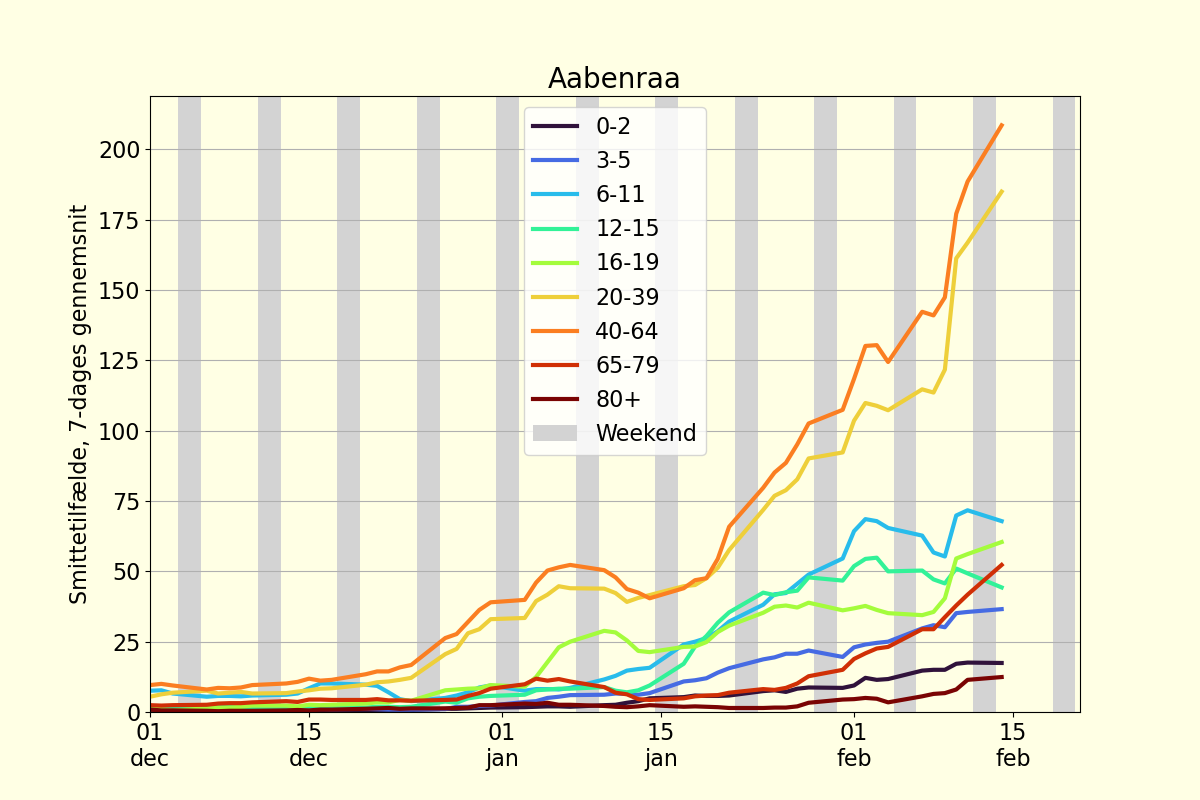 Aabenraa
Smittetilfælde, 7-dages gennemsnit
200
175
150
125
100
75
50
25
0
0-2
3-5
6-11
12-15
16-19
20-39
40-64
65-79
80+
Weekend
01 dec
15 dec
01 jan
15 jan
01 feb
15 feb